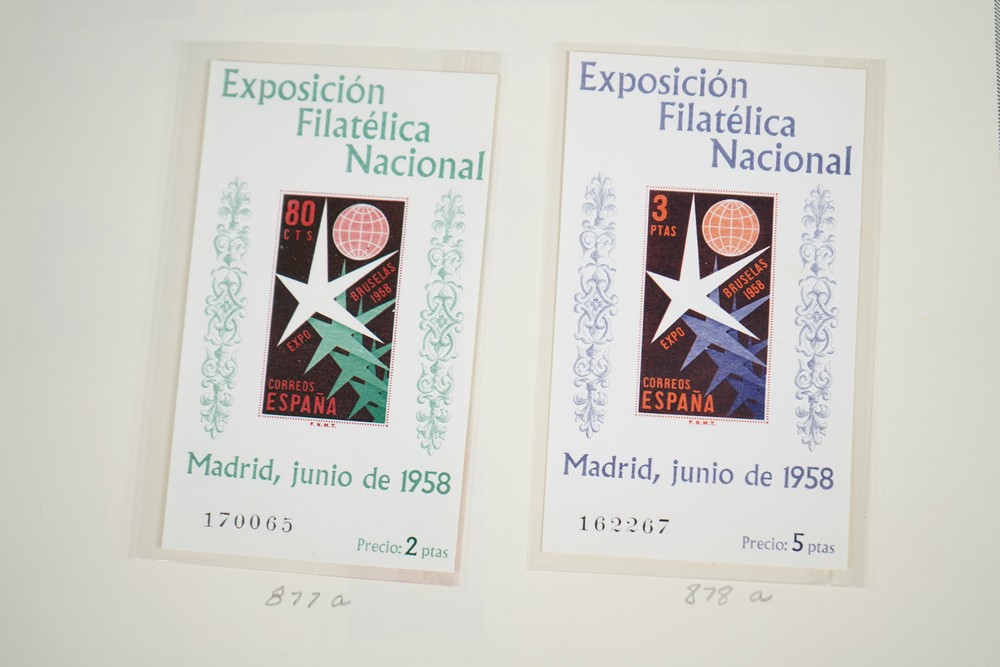 Exposición
Filatélica
Nacional
80
CTS
BRUSELAS
1958
EXPO
CORREOS
ESPAÑA
F.N.M.T.
Madrid, junio de 1958
170065
Precio: 2 ptas
877 a
Exposición
Filatélica
Nacional
3
PTAS
BRUSELAS
1958
EXPO
CORREOS
ESPAÑA
F.N.M.T.
Madrid, junio de 1958
162267
Precio: 5 ptas
878 a